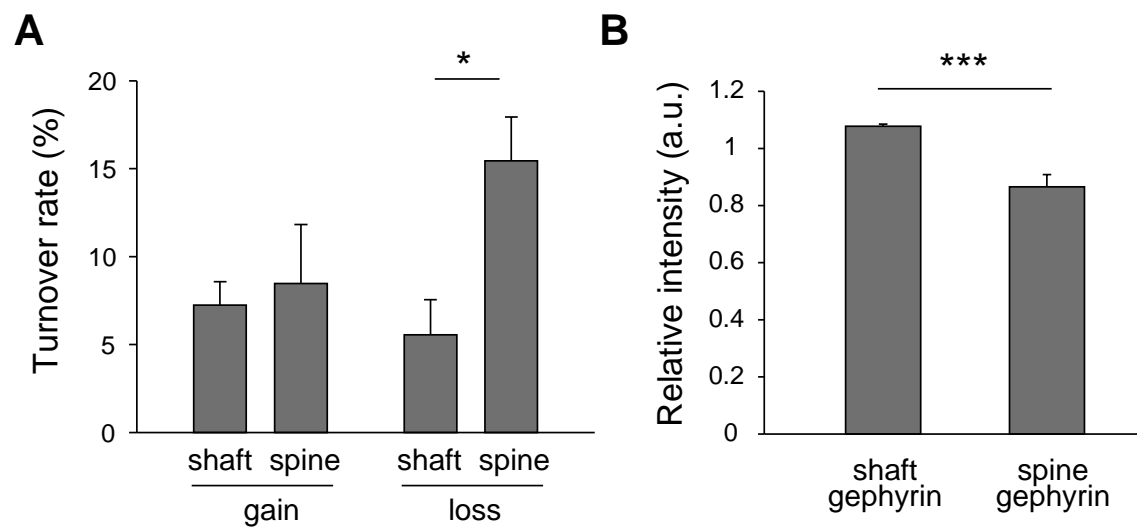 A
Turnover rate (%)
20
15
10
5
0
*
shaft spine shaft spine
gain loss
B
Relative intensity (a.u.)
1.2
1
0.8
0.6
0.4
0.2
0
***
shaft spine
gephyrin gephyrin